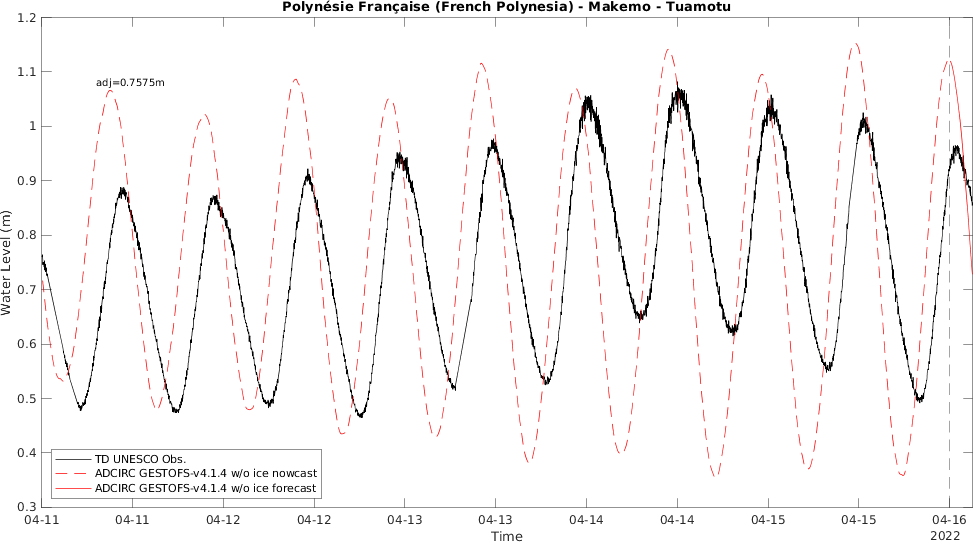 Polynésie Française (French Polynesia) - Makemo - Tuamotu
1.2
1.1
1
0.9
0.8
0.7
0.6
0.5
0.4
0.3
Water Level (m)
adj=0.7575m
TD UNESCO Obs.
ADCIRC GESTOFS-v4.1.4 w/o ice nowcast
ADCIRC GESTOFS-v4.1.4 w/o ice forecast
04-11 04-11 04-12 04-12 04-13 04-13 04-14 04-14 04-15 04-15 04-16
Time 2022